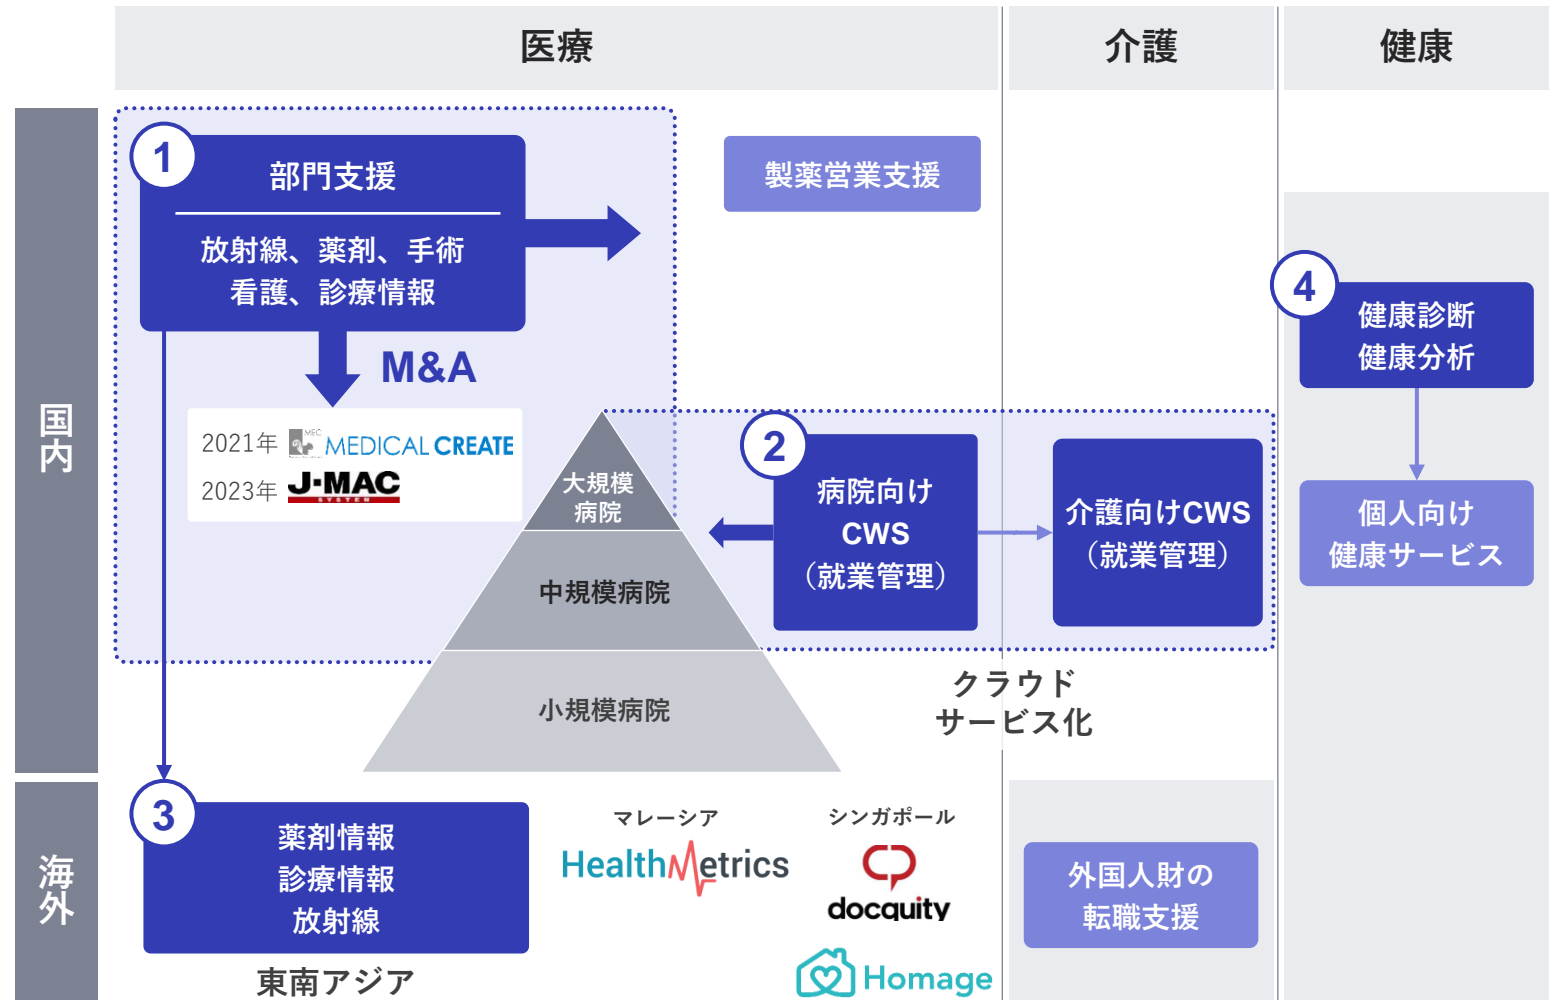 医療
介護
健康
国内
1
部門支援
放射線、薬剤、手術
看護、診療情報
M&A
2021年 MEC MEDICAL CREATE
2023年 J-MAC
SYSTEM
製薬営業支援
大規模
病院
中規模病院
小規模病院
2
病院向け
CWS
（就業管理）
介護向けCWS
（就業管理）
クラウド
サービス化
4
健康診断
健康分析
個人向け
健康サービス
海外
3
薬剤情報
診療情報
放射線
東南アジア
マレーシア
HealthMetrics
シンガポール
docquity
Homage
外国人財の
転職支援